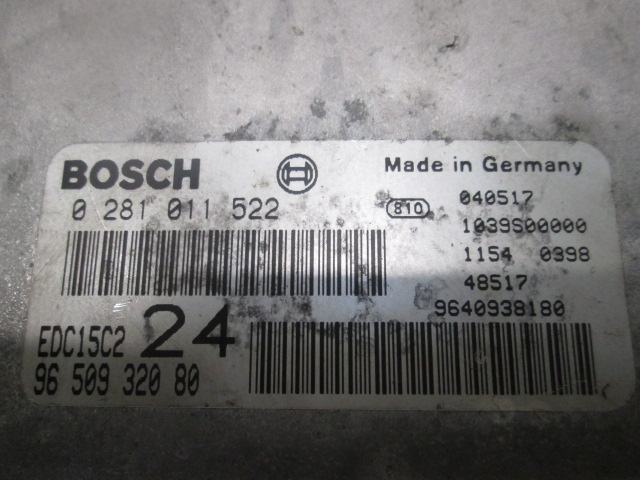 BOSCH
Made in Germany
0 281 011 522
810
040517
1039S00000
1154 0398
48517
9640938180
EDC15C2 24
96 509 320 80